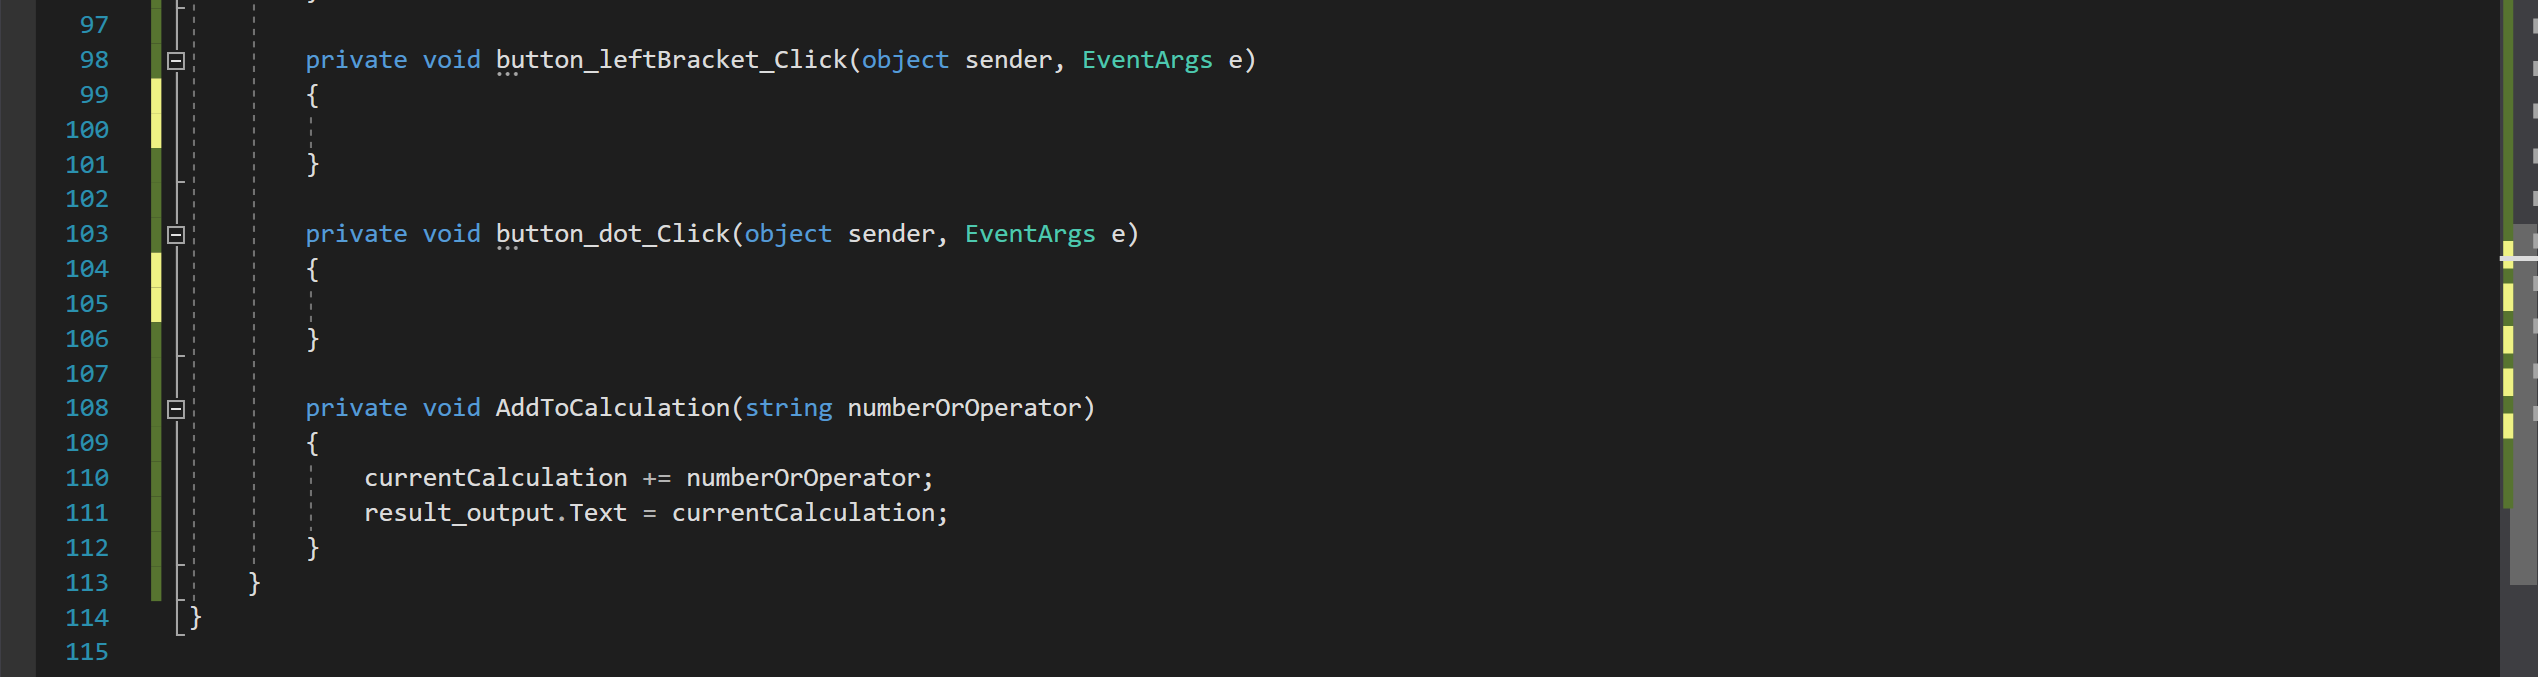 97
98 private void button_leftBracket_Click(object sender, EventArgs e)
99 {
100
101 }
102
103 private void button_dot_Click(object sender, EventArgs e)
104 {
105
106 }
107
108 private void AddToCalculation(string numberOrOperator)
109 {
110 currentCalculation += numberOrOperator;
111 result_output.Text = currentCalculation;
112 }
113 }
114 }
115